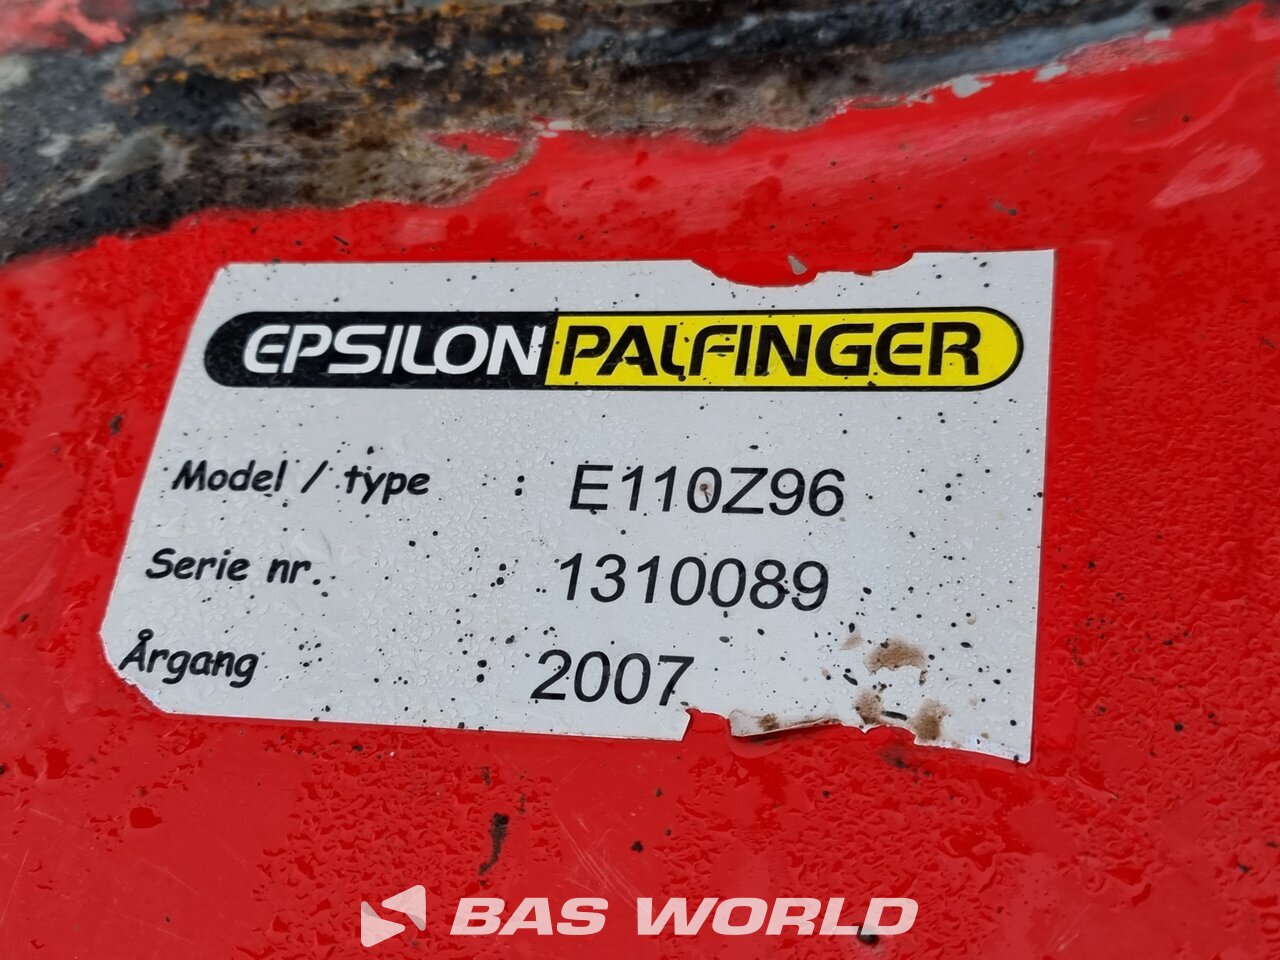 EPSILON PALFINGER
Model / type : E110Z96
Serie nr. : 1310089
Årgang : 2007
BAS WORLD